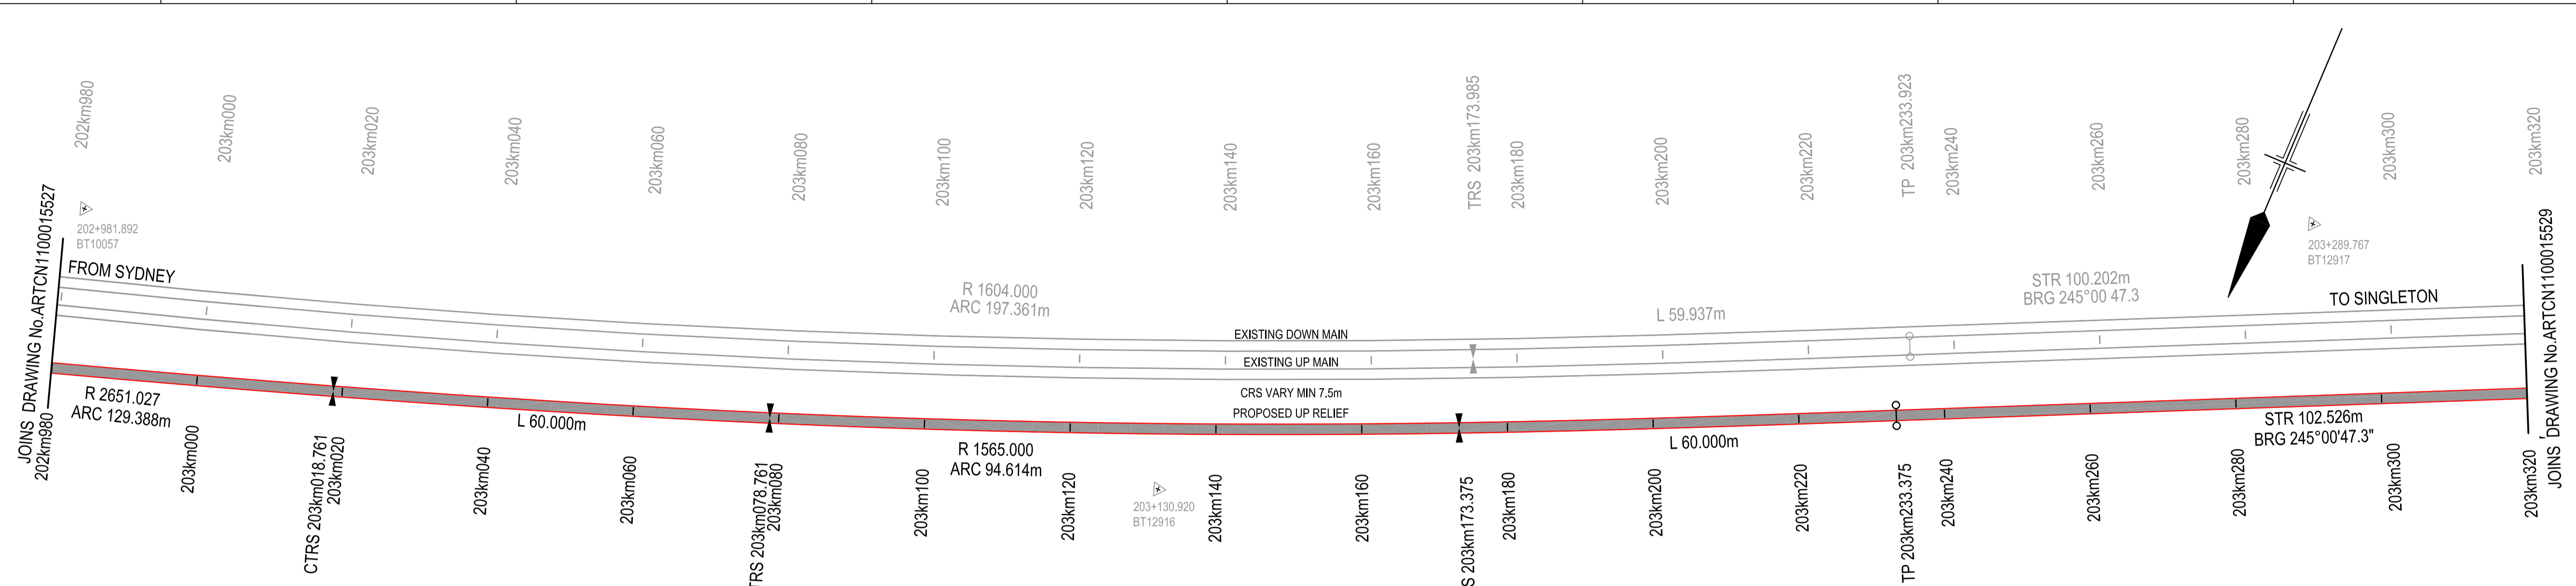 202km980
203km000
203km020
203km040
203km060
203km080
203km100
203km120
203km140
203km160
TRS 203km173.985
203km180
203km200
203km220
TP 203km233.923
203km240
203km260
203km280
203km300
203km320
JOINS DRAWING No.ARTCN1100015527
202+981.892
BT10057
FROM SYDNEY
R 1604.000
ARC 197.361m
EXISTING DOWN MAIN
EXISTING UP MAIN
CRS VARY MIN 7.5m
PROPOSED UP RELIEF
L 59.937m
STR 100.202m
BRG 245°00 47.3
203+289.767
BT12917
TO SINGLETON
JOINS DRAWING No.ARTCN1100015529
R 2651.027
ARC 129.388m
L 60.000m
R 1565.000
ARC 94.614m
203+130.920
BT12916
L 60.000m
STR 102.526m
BRG 245°00'47.3"
202km980
203km000
CTRS 203km018.761
203km020
203km040
203km060
TRS 203km078.761
203km080
203km100
203km120
203km140
203km160
S 203km173.375
203km180
203km200
203km220
TP 203km233.375
203km240
203km260
203km280
203km300
203km320